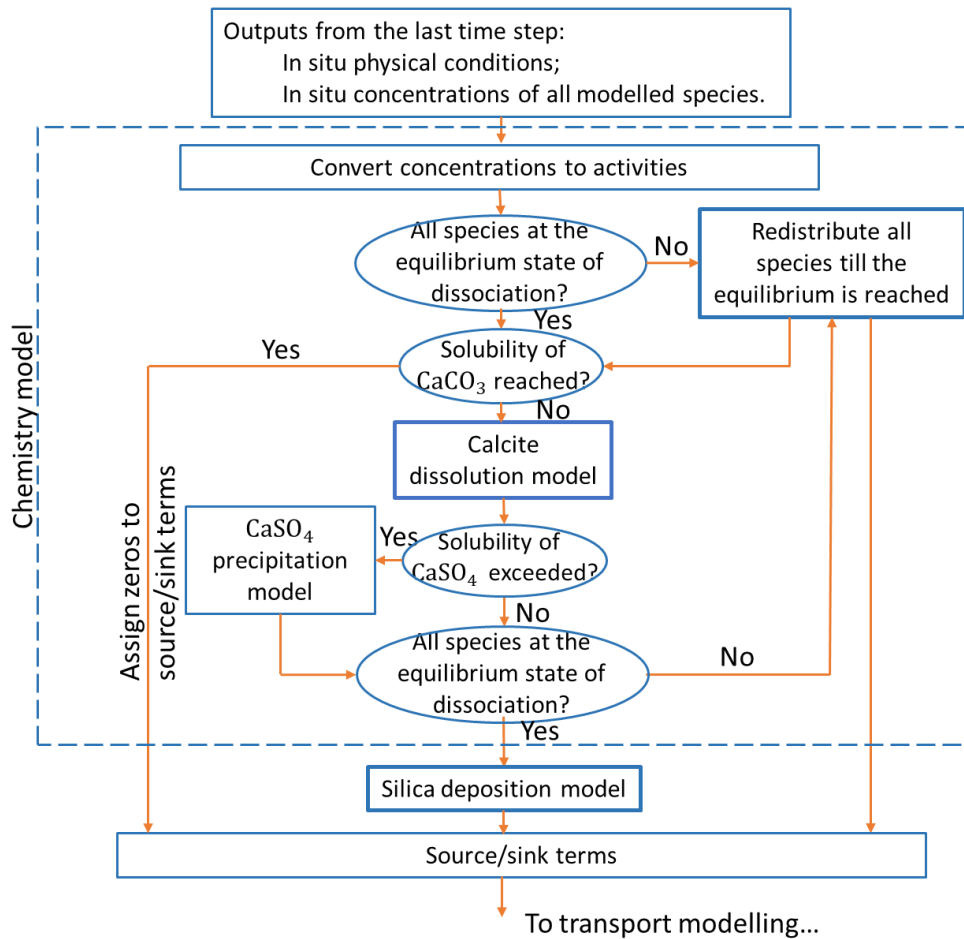 Outputs from the last time step:
In situ physical conditions;
In situ concentrations of all modelled species.
Convert concentrations to activities
All species at the
equilibrium state of
dissociation?
No
Redistribute all
species till the
equilibrium is reached
Yes
Yes
Solubility of
CaCO₃ reached?
No
Calcite
dissolution model
Chemistry model
Assign zeros to
source/sink terms
CaSO₄
precipitation
model
Yes
Solubility of
CaSO₄ exceeded?
No
All species at the
equilibrium state of
dissociation?
No
Yes
Silica deposition model
Source/sink terms
To transport modelling...